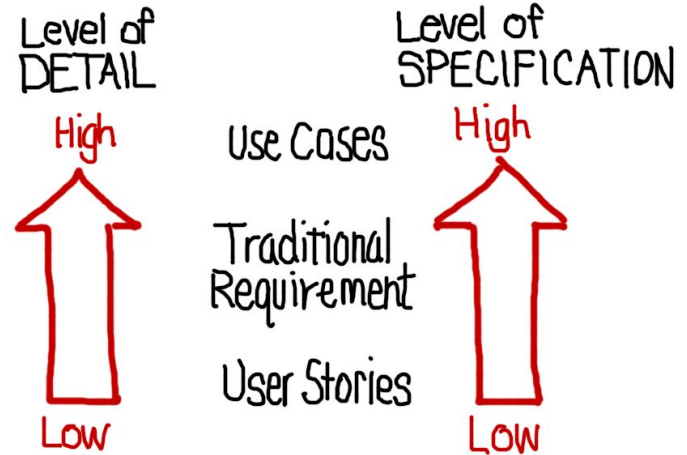 Level of
DETAIL
High
Low
Use Cases
Traditional
Requirement
User Stories
Level of
SPECIFICATION
High
Low